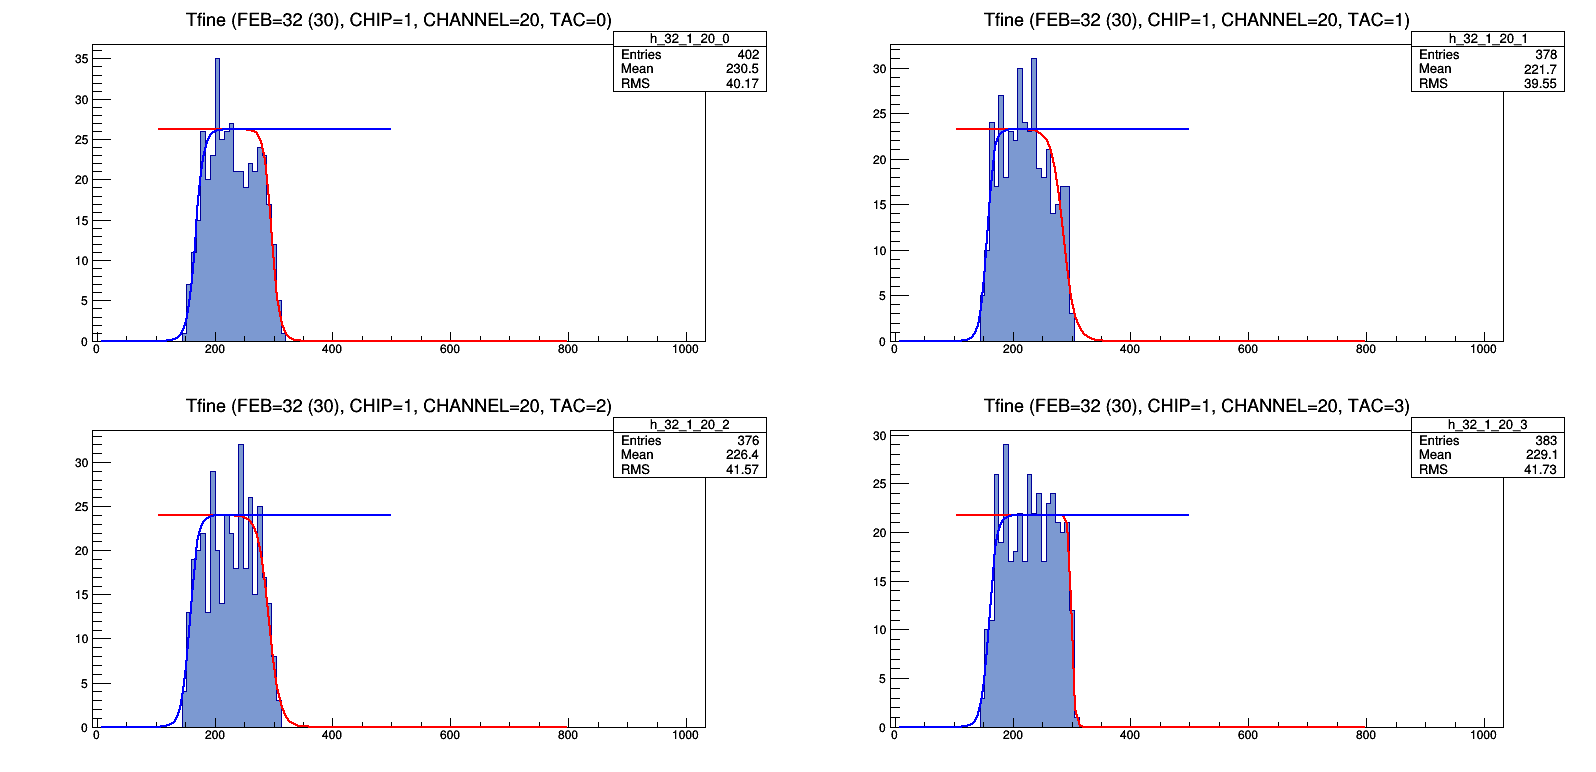 Tfine (FEB=32 (30), CHIP=1, CHANNEL=20, TAC=0)
h_32_1_20_0
Entries 402
Mean 230.5
RMS 40.17
35
30
25
20
15
10
5
0
0 200 400 600 800 1000
Tfine (FEB=32 (30), CHIP=1, CHANNEL=20, TAC=1)
h_32_1_20_1
Entries 378
Mean 221.7
RMS 39.55
30
25
20
15
10
5
0
0 200 400 600 800 1000
Tfine (FEB=32 (30), CHIP=1, CHANNEL=20, TAC=2)
h_32_1_20_2
Entries 376
Mean 226.4
RMS 41.57
30
25
20
15
10
5
0
0 200 400 600 800 1000
Tfine (FEB=32 (30), CHIP=1, CHANNEL=20, TAC=3)
h_32_1_20_3
Entries 383
Mean 229.1
RMS 41.73
30
25
20
15
10
5
0
0 200 400 600 800 1000